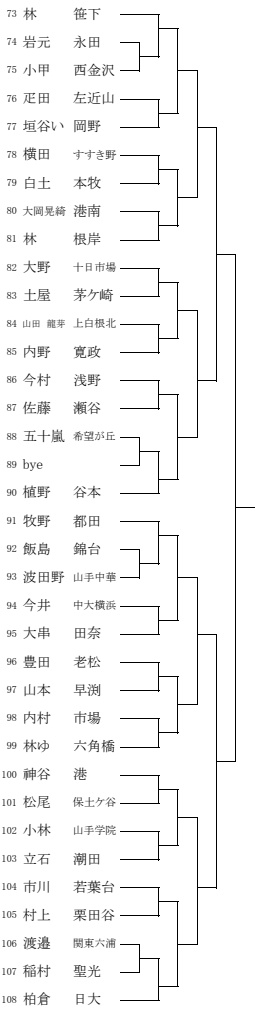 73 林 笹下
74 岩元 永田
75 小甲 西金沢
76 疋田 左近山
77 垣谷い 岡野
78 横田 すすき野
79 白土 本牧
80 大岡晃綺 港南
81 林 根岸
82 大野 十日市場
83 土屋 茅ケ崎
84 山田 龍芽 上白根北
85 内野 寛政
86 今村 浅野
87 佐藤 瀬谷
88 五十嵐 希望が丘
89 bye
90 植野 谷本
91 牧野 都田
92 飯島 錦台
93 波田野 山手中華
94 今井 中大横浜
95 大串 田奈
96 豊田 老松
97 山本 早渕
98 内村 市場
99 林ゆ 六角橋
100 神谷 港
101 松尾 保土ケ谷
102 小林 山手学院
103 立石 潮田
104 市川 若葉台
105 村上 栗田谷
106 渡邉 関東六浦
107 稲村 聖光
108 柏倉 日大